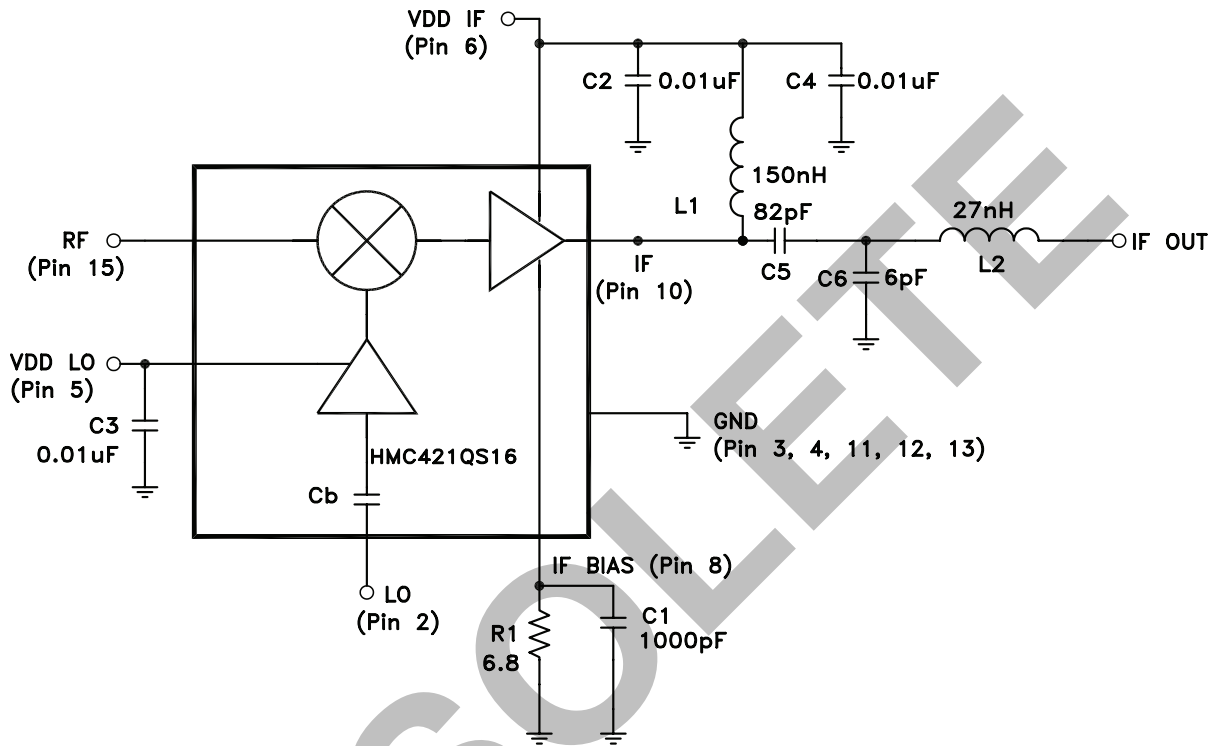 VDD IF
(Pin 6)
C2 0.01uF
C4 0.01uF
150nH
L1
82pF
27nH
RF
(Pin 15)
IF
(Pin 10)
C5
C6 6pF
L2
IF OUT
VDD LO
(Pin 5)
C3
0.01uF
HMC421QS16
Cb
GND
(Pin 3, 4, 11, 12, 13)
LO
(Pin 2)
IF BIAS (Pin 8)
R1
6.8
C1
1000pF
SOLETE